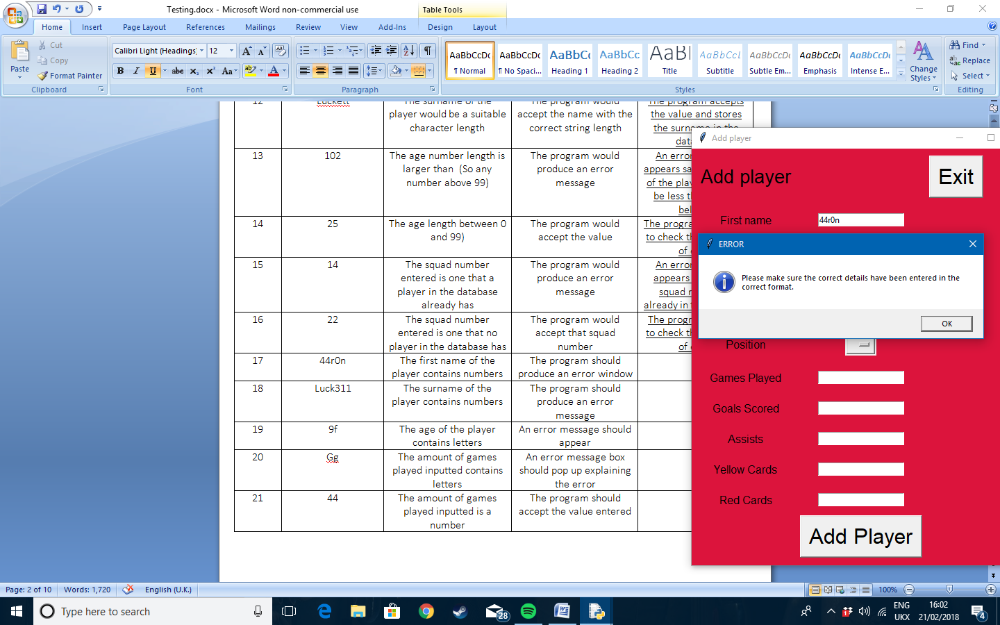 Testing.docx - Microsoft Word non-commercial use
Table Tools
Home Insert Page Layout References Mailings Review View Add-Ins Design Layout
Paste
Cut
Copy
Format Painter
Clipboard
Calibri Light (Headings) 12
B I U abc x₂ x² Aa
Font
Paragraph
AaBbCcDc AaBbCcDc AaBbCc AaBbCc AaBl AaBbCcL AaBbCcDc AaBbCcDc AaBbCcDc
¶ Normal ¶ No Spaci... Heading 1 Heading 2 Title Subtitle Subtle Em... Emphasis Intense E...
Change
Styles
Styles
Find
Replace
Select
Editing
12 Luckett The surname of the
player would be a suitable
character length
The program would
accept the name with the
correct string length
The program accepts
the value and stores
the surname in the
13 102
The age number length is
larger than (So any
number above 99)
The program would
produce an error
message
An error
appears sa
of the play
be less th
bel
14 25
The age length between 0
and 99)
The program would
accept the value
The progra
to check th
of
15 14
The squad number
entered is one that a
player in the database
already has
The program would
produce an error
message
An error
appears
squad n
already in
16 22
The squad number
entered is one that no
player in the database has
The program would
accept that squad
number
The progr
to check th
of
17 44r0n
The first name of the
player contains numbers
The program should
produce an error window
18 Luck311
The surname of the
player contains numbers
The program should
produce an error
message
19 9f
The age of the player
contains letters
An error message should
appear
20 Gg
The amount of games
played inputted contains
letters
An error message box
should pop up explaining
the error
21 44
The amount of games
played inputted is a
number
The program should
accept the value entered
Add player
Add player
Exit
First name 44r0n
ERROR
Please make sure the correct details have been entered in the
correct format.
OK
Position
Games Played
Goals Scored
Assists
Yellow Cards
Red Cards
Add Player
Page: 2 of 10 Words: 1,720 English (U.K.) 100%
Type here to search
28
ENG
UKX
16:02
21/02/2018
4